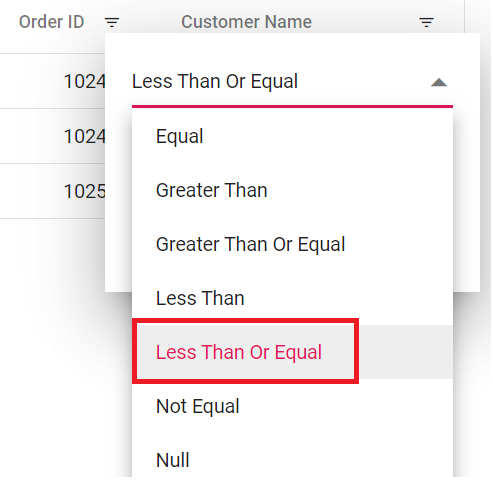 Order ID Customer Name
1024
Less Than Or Equal
Equal
1024
Greater Than
1025
Greater Than Or Equal
Less Than
Less Than Or Equal
Not Equal
Null